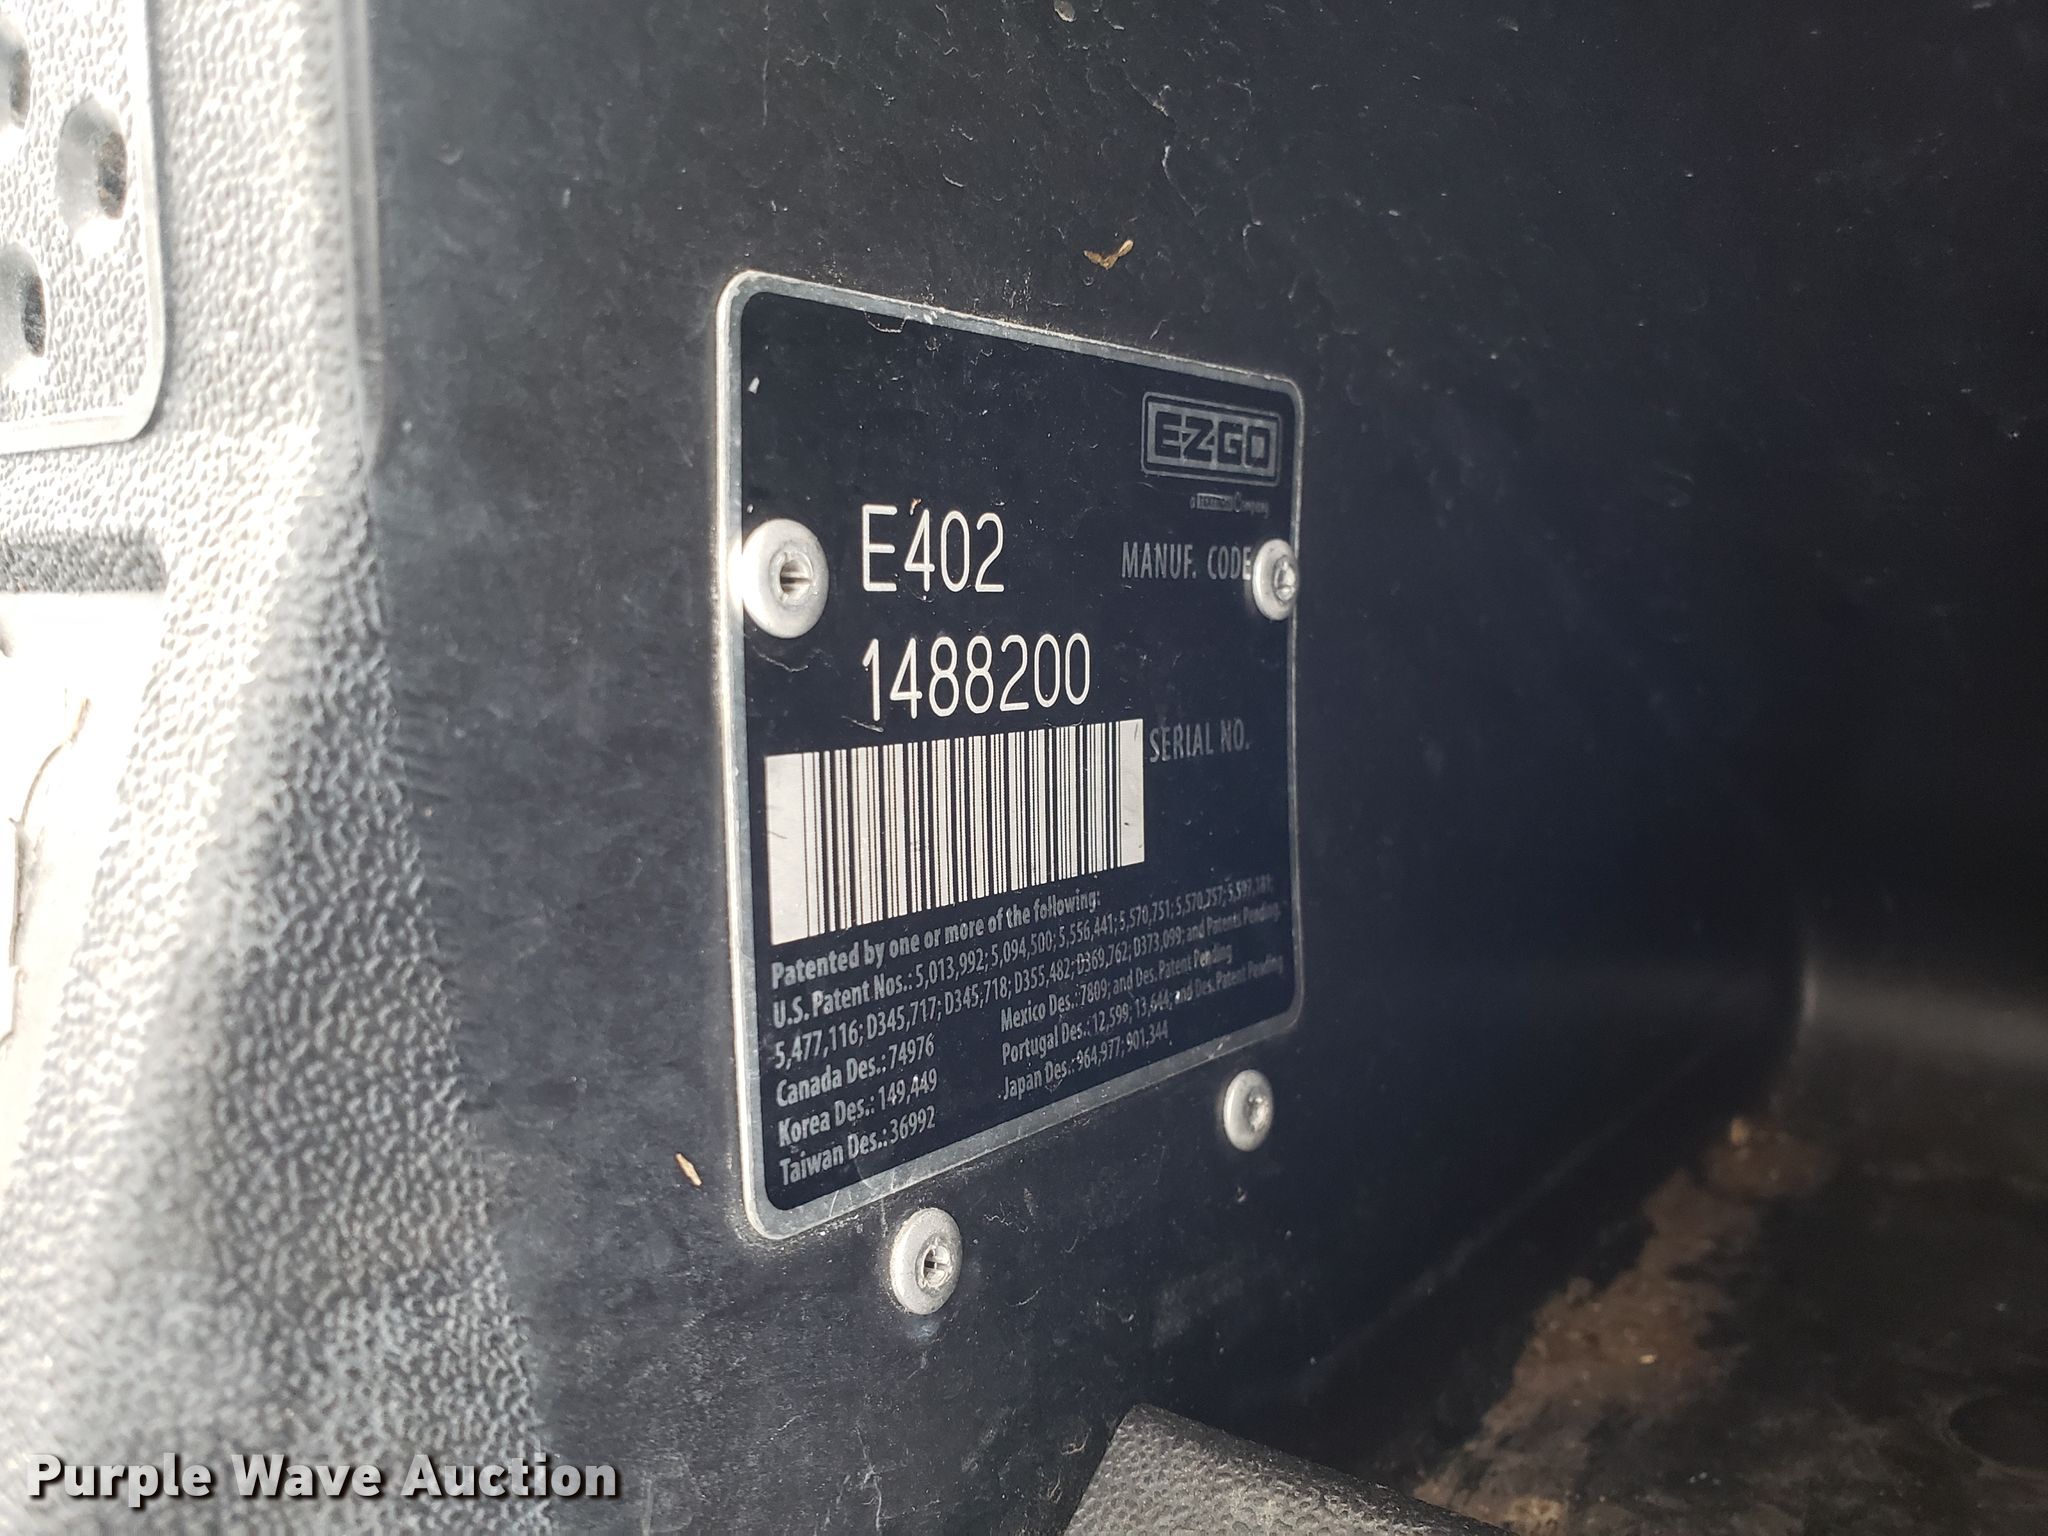 EZGO
a TEXTRON Company
E402
MANUF. CODE
1488200
SERIAL NO.
Patented by one or more of the following:
U.S. Patent Nos.: 5,013,992; 5,094,500; 5,556,441; 5,570,751; 5,570,757; 5,597,181;
5,477,116; D345,717; D345,718; D355,482; D369,762; D373,099; and Patents Pending.
Canada Des.: 74976
Mexico Des.: 7809; and Des. Patent Pending
Korea Des.: 149,449
Portugal Des.: 12,599; 13,644; and Des. Patent Pending
Taiwan Des.: 36992
Japan Des.: 964,977; 901,344
Purple Wave Auction